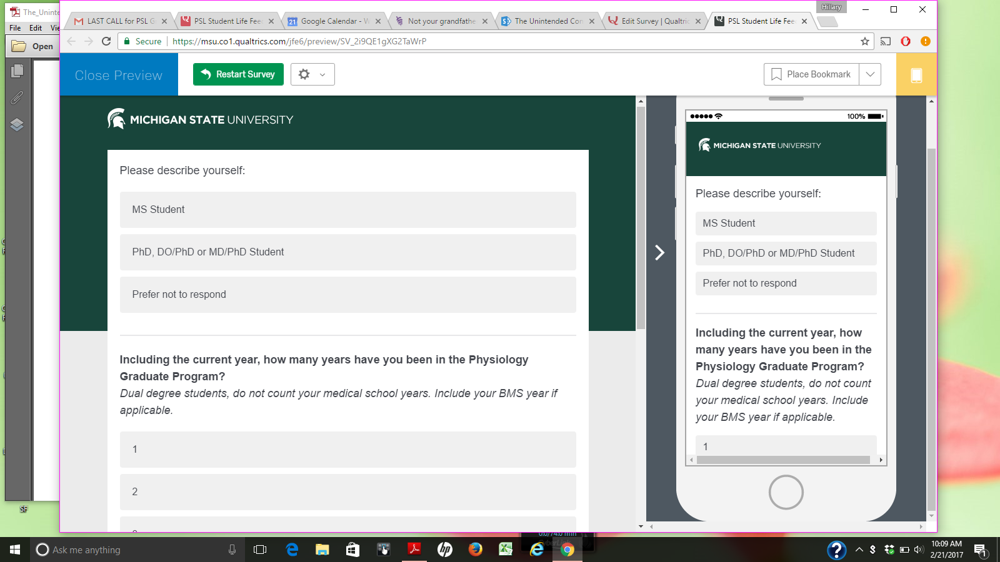 The_Uninte
Hillary
LAST CALL for PSL G
PSL Student Life Fee
Google Calendar - W
Not your grandfathe
The Unintended Con
Edit Survey | Qualtric
PSL Student Life Fee
File Edit Vie
Secure https://msu.co1.qualtrics.com/jfe6/preview/SV_2i9QE1gXG2TaWrP
Open
Close Preview
Restart Survey
Place Bookmark
MICHIGAN STATE UNIVERSITY
Please describe yourself:
MS Student
PhD, DO/PhD or MD/PhD Student
Prefer not to respond
Including the current year, how many years have you been in the Physiology
Graduate Program?
Dual degree students, do not count your medical school years. Include your BMS year if
applicable.
1
2
100%
MICHIGAN STATE UNIVERSITY
Please describe yourself:
MS Student
PhD, DO/PhD or MD/PhD Student
Prefer not to respond
Including the current year, how
many years have you been in the
Physiology Graduate Program?
Dual degree students, do not count
your medical school years. Include
your BMS year if applicable.
1
SF
Ask me anything
10:09 AM
2/21/2017
1